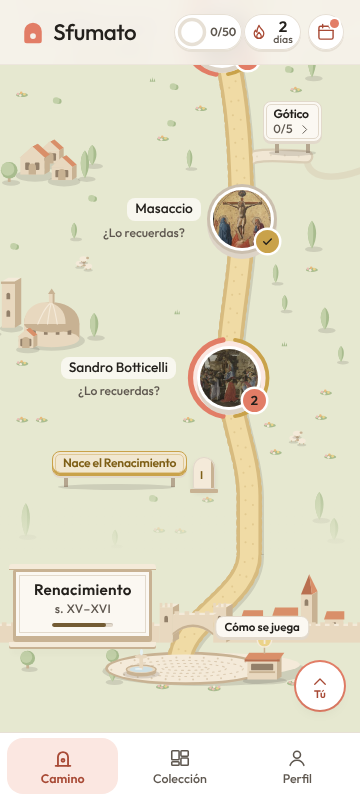 Sfumato
0/50
2
días
Gótico
0/5
Masaccio
¿Lo recuerdas?
Sandro Botticelli
¿Lo recuerdas?
2
Nace el Renacimiento
I
Renacimiento
s. XV–XVI
Cómo se juega
Tú
Camino
Colección
Perfil